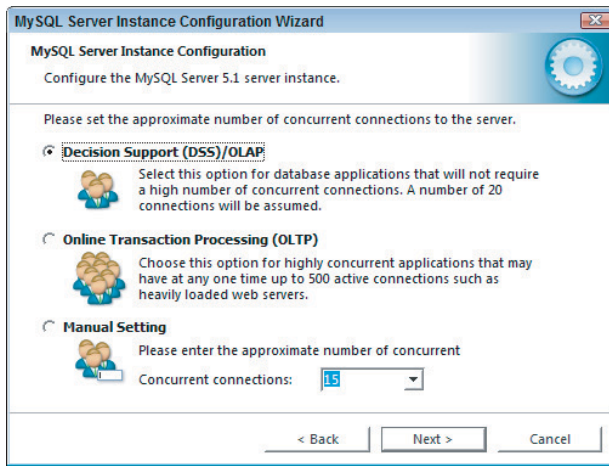 MySQL Server Instance Configuration Wizard
MySQL Server Instance Configuration
Configure the MySQL Server 5.1 server instance.
Please set the approximate number of concurrent connections to the server.
Decision Support (DSS)/OLAP
Select this option for database applications that will not require
a high number of concurrent connections. A number of 20
connections will be assumed.
Online Transaction Processing (OLTP)
Choose this option for highly concurrent applications that may
have at any one time up to 500 active connections such as
heavily loaded web servers.
Manual Setting
Please enter the approximate number of concurrent
Concurrent connections: 15
< Back Next > Cancel